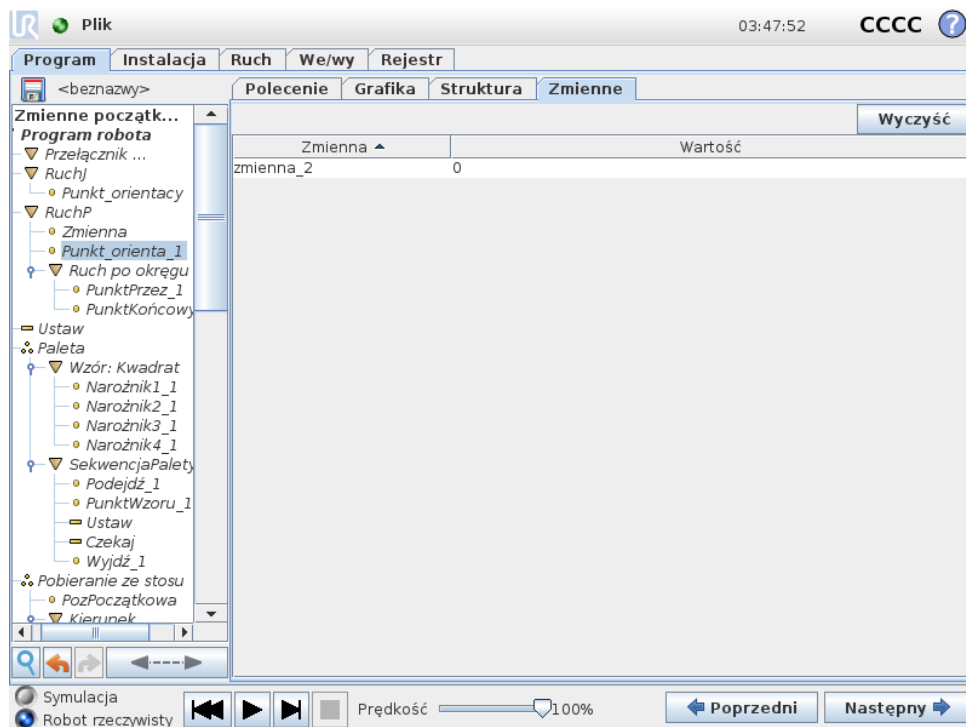 UR Plik 03:47:52 CCCC ?
Program Instalacja Ruch We/wy Rejestr
<beznazwy>
Polecenie Grafika Struktura Zmienne
Wyczyść
Zmienna Wartość
zmienna_2 0
Zmienne początk...
Program robota
Przełącznik ...
RuchJ
Punkt_orientacy
RuchP
Zmienna
Punkt_orienta_1
Ruch po okręgu
PunktPrzez_1
PunktKońcowy
Ustaw
Paleta
Wzór: Kwadrat
Narożnik1_1
Narożnik2_1
Narożnik3_1
Narożnik4_1
SekwencjaPalety
Podejdź_1
PunktWzoru_1
Ustaw
Czekaj
Wyjdź_1
Pobieranie ze stosu
PozPoczątkowa
Kierunek
Symulacja
Robot rzeczywisty
Prędkość 100%
Poprzedni Następny